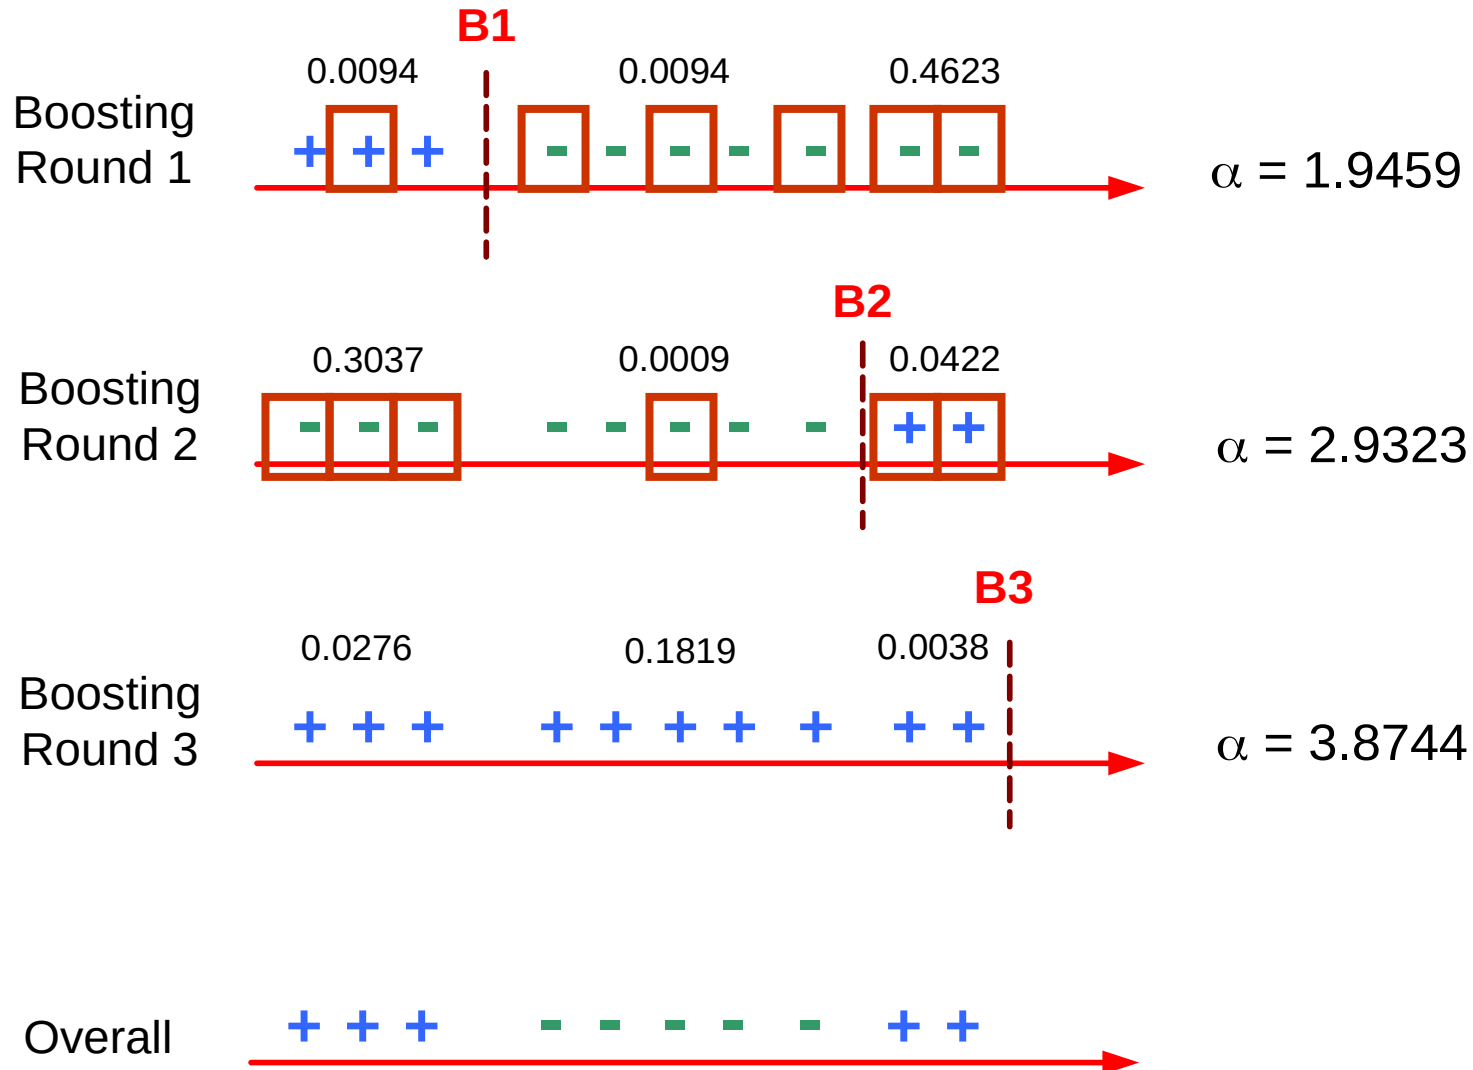 B1
0.0094 0.0094 0.4623
Boosting
Round 1
+ + + - - - - - - -
α = 1.9459
B2
0.3037 0.0009 0.0422
Boosting
Round 2
- - - - - - - - + +
α = 2.9323
B3
0.0276 0.1819 0.0038
Boosting
Round 3
+ + + + + + + + + +
α = 3.8744
Overall
+ + + - - - - - + +